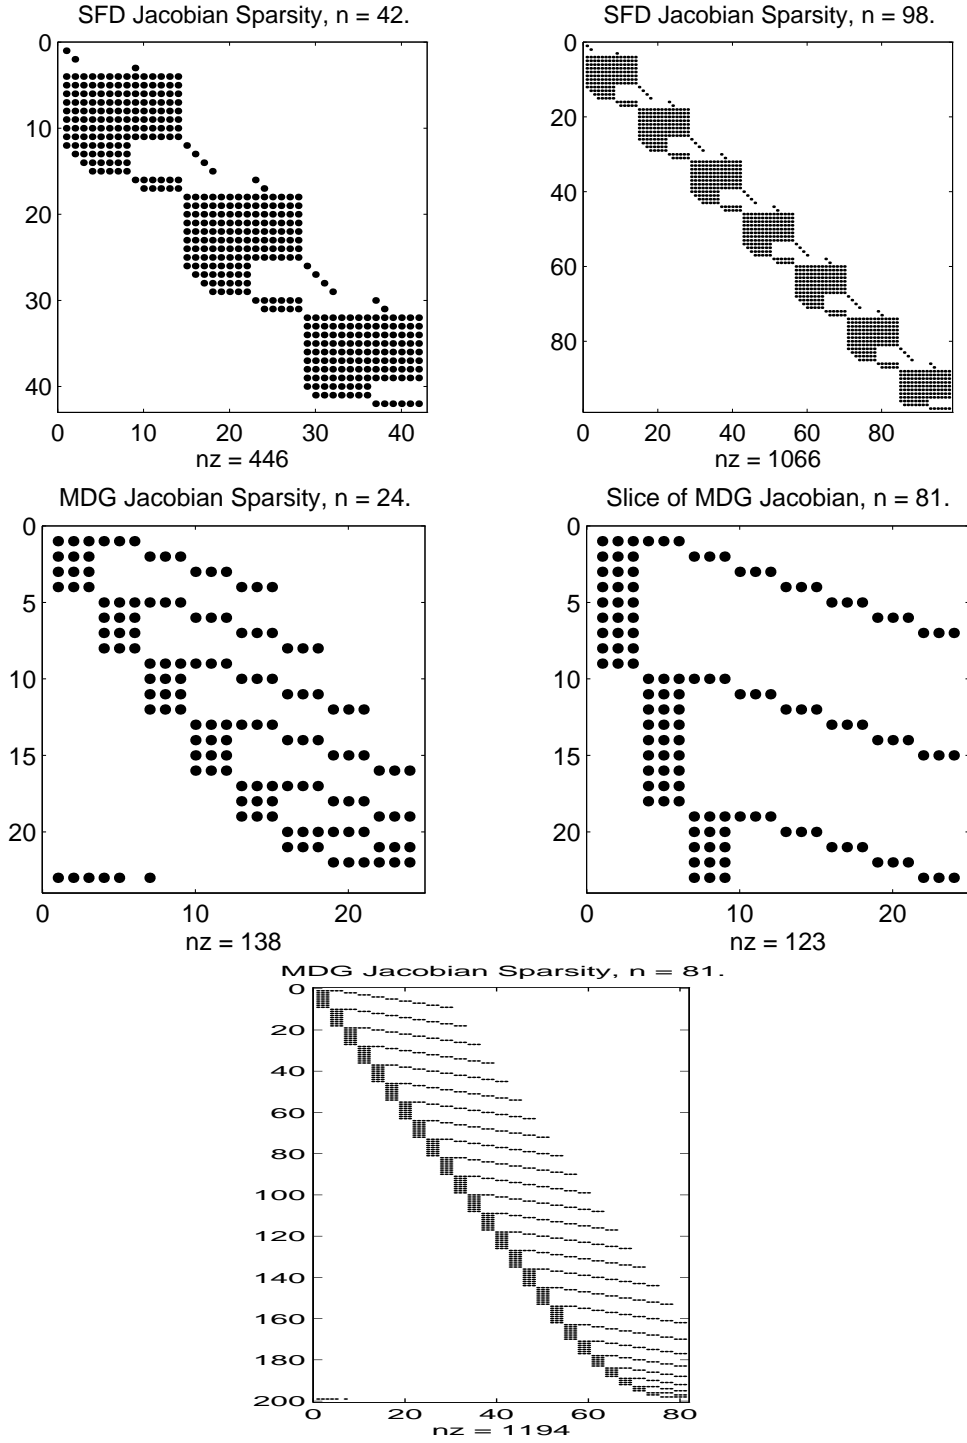 SFD Jacobian Sparsity, n = 42.
0
10
20
30
40
0 10 20 30 40
nz = 446
SFD Jacobian Sparsity, n = 98.
0
20
40
60
80
0 20 40 60 80
nz = 1066
MDG Jacobian Sparsity, n = 24.
0
5
10
15
20
0 10 20
nz = 138
Slice of MDG Jacobian, n = 81.
0
5
10
15
20
0 10 20
nz = 123
MDG Jacobian Sparsity, n = 81.
0
20
40
60
80
100
120
140
160
180
200
0 20 40 60 80
nz = 1194